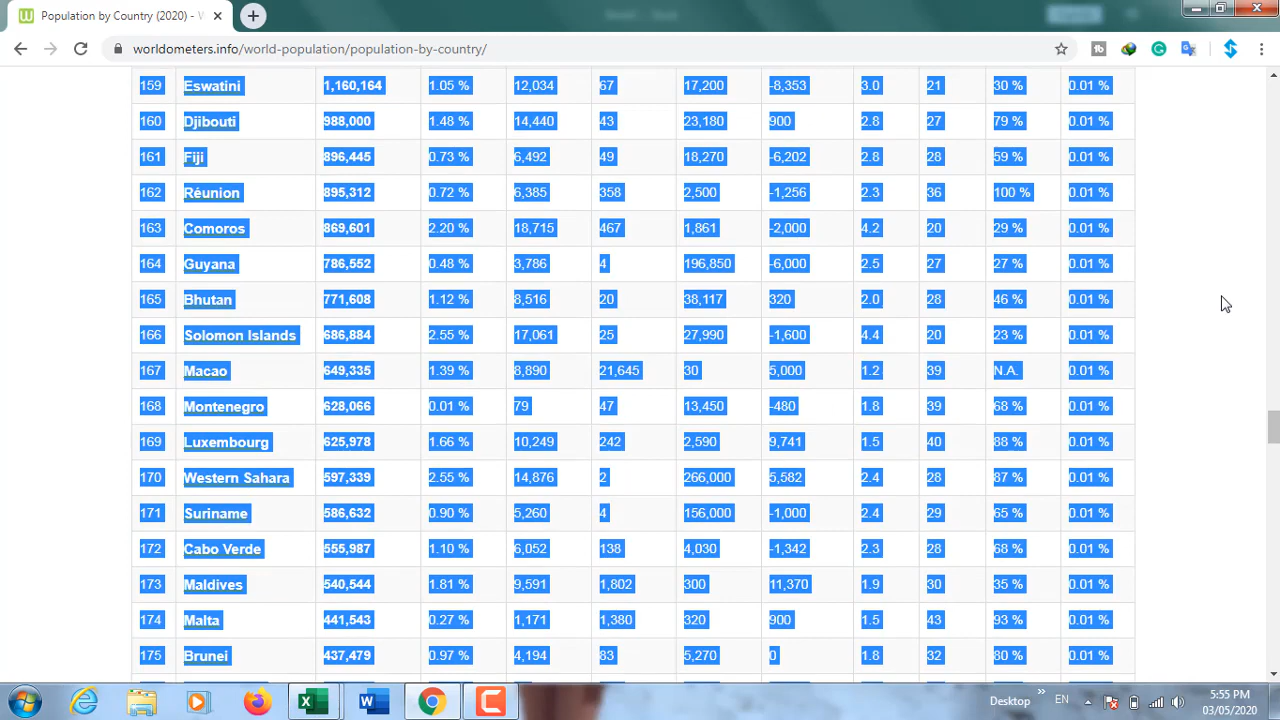 Population by Country (2020) - W
worldometers.info/world-population/population-by-country/
159 Eswatini 1,160,164 1.05 % 12,034 67 17,200 -8,353 3.0 21 30 % 0.01 %
160 Djibouti 988,000 1.48 % 14,440 43 23,180 900 2.8 27 79 % 0.01 %
161 Fiji 896,445 0.73 % 6,492 49 18,270 -6,202 2.8 28 59 % 0.01 %
162 Réunion 895,312 0.72 % 6,385 358 2,500 -1,256 2.3 36 100 % 0.01 %
163 Comoros 869,601 2.20 % 18,715 467 1,861 -2,000 4.2 20 29 % 0.01 %
164 Guyana 786,552 0.48 % 3,786 4 196,850 -6,000 2.5 27 27 % 0.01 %
165 Bhutan 771,608 1.12 % 8,516 20 38,117 320 2.0 28 46 % 0.01 %
166 Solomon Islands 686,884 2.55 % 17,061 25 27,990 -1,600 4.4 20 23 % 0.01 %
167 Macao 649,335 1.39 % 8,890 21,645 30 5,000 1.2 39 N.A. 0.01 %
168 Montenegro 628,066 0.01 % 79 47 13,450 -480 1.8 39 68 % 0.01 %
169 Luxembourg 625,978 1.66 % 10,249 242 2,590 9,741 1.5 40 88 % 0.01 %
170 Western Sahara 597,339 2.55 % 14,876 2 266,000 5,582 2.4 28 87 % 0.01 %
171 Suriname 586,632 0.90 % 5,260 4 156,000 -1,000 2.4 29 65 % 0.01 %
172 Cabo Verde 555,987 1.10 % 6,052 138 4,030 -1,342 2.3 28 68 % 0.01 %
173 Maldives 540,544 1.81 % 9,591 1,802 300 11,370 1.9 30 35 % 0.01 %
174 Malta 441,543 0.27 % 1,171 1,380 320 900 1.5 43 93 % 0.01 %
175 Brunei 437,479 0.97 % 4,194 83 5,270 0 1.8 32 80 % 0.01 %
Desktop » EN 5:55 PM
03/05/2020